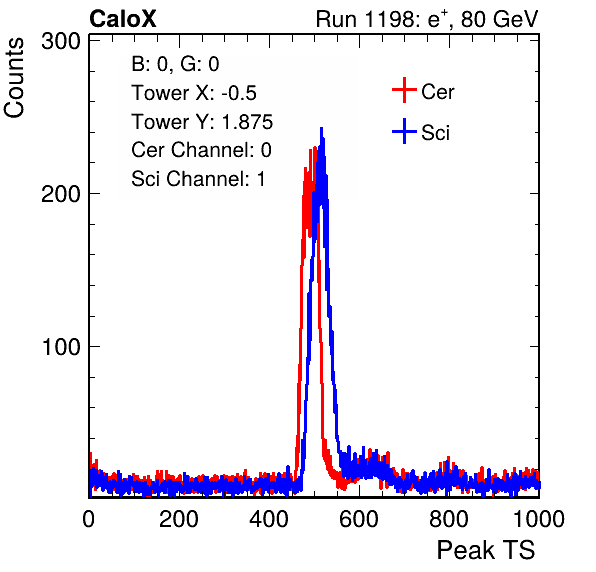 CaloX
Run 1198: e+, 80 GeV
Counts
B: 0, G: 0
Tower X: -0.5
Tower Y: 1.875
Cer Channel: 0
Sci Channel: 1
Cer
Sci
300
200
100
0 200 400 600 800 1000
Peak TS